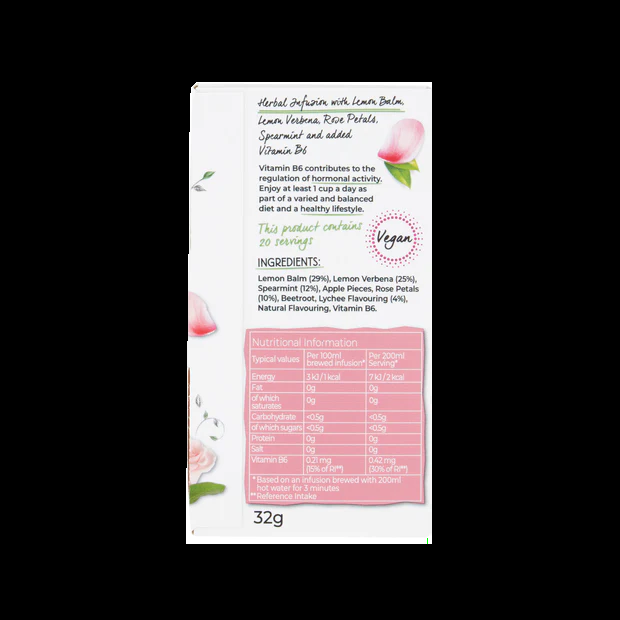 Herbal Infusion with Lemon Balm,
Lemon Verbena, Rose Petals,
Spearmint and added
Vitamin B6
Vitamin B6 contributes to the
regulation of hormonal activity.
Enjoy at least 1 cup a day as
part of a varied and balanced
diet and a healthy lifestyle.
This product contains
20 servings
Vegan
INGREDIENTS:
Lemon Balm (29%), Lemon Verbena (25%),
Spearmint (12%), Apple Pieces, Rose Petals
(10%), Beetroot, Lychee Flavouring (4%),
Natural Flavouring, Vitamin B6.
Nutritional Information
Typical values Per 100ml brewed infusion* Per 200ml Serving*
Energy 3 kJ/1 kcal 7 kJ/2 kcal
Fat 0g 0g
of which saturates 0g 0g
Carbohydrate <0.5g <0.5g
of which sugars <0.5g <0.5g
Protein 0g 0g
Salt 0g 0g
Vitamin B6 0.21 mg (15% of RI**) 0.42 mg (30% of RI**)
* Based on an infusion brewed with 200ml
hot water for 3 minutes
** Reference Intake
32g